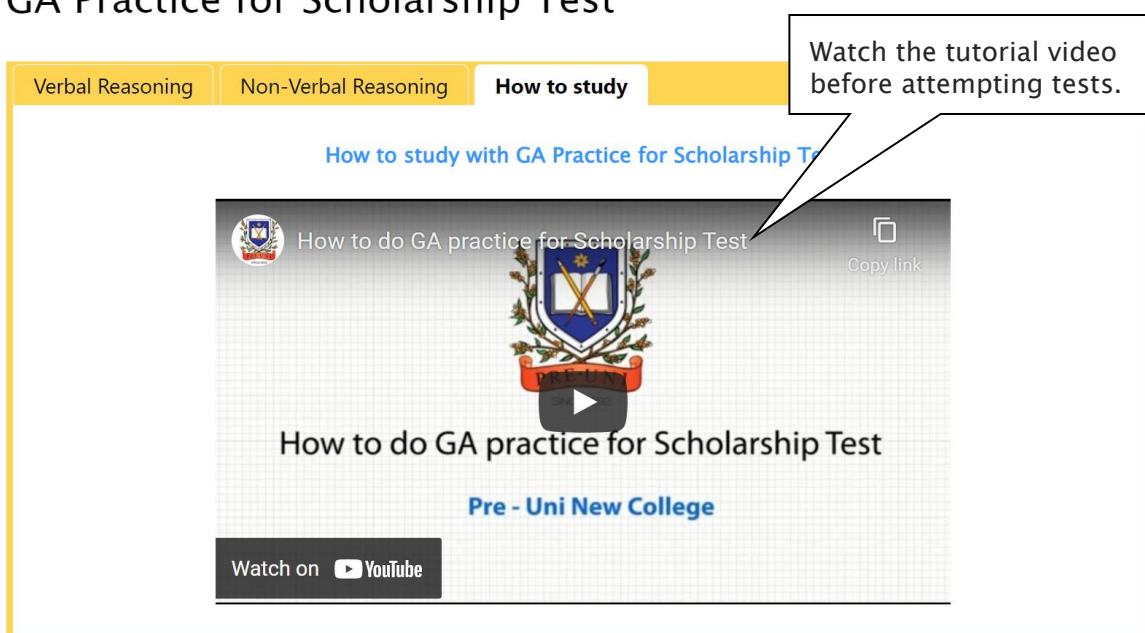 GA Practice for Scholarship Test
Watch the tutorial video
before attempting tests.
Verbal Reasoning
Non-Verbal Reasoning
How to study
How to study with GA Practice for Scholarship
How to do GA practice for Scholarship Test
Copy link
PRE-UNI
How to do GA practice for Scholarship Test
Pre - Uni New College
Watch on YouTube